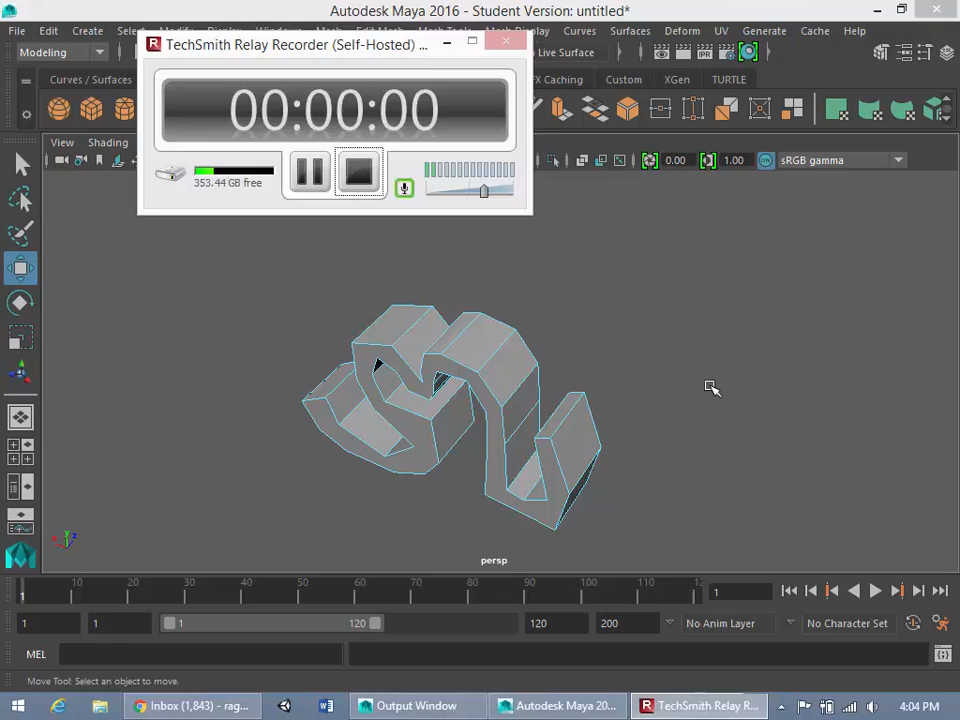 Autodesk Maya 2016 - Student Version: untitled*
File Edit Create
Surfaces Deform UV Generate Cache Help
TechSmith Relay Recorder (Self-Hosted) ...
Modeling
Live Surface
Curves / Surfaces
FX Caching Custom XGen TURTLE
00:00:00
IPR
View Shading
353.44 GB free
0.00 1.00 sRGB gamma
persp
10 20 30 40 50 60 70 80 90 100 110
1
1
1 1 1 120 120 200 No Anim Layer No Character Set
MEL
Move Tool: Select an object to move.
Inbox (1,843) - rag... Output Window Autodesk Maya 20... TechSmith Relay R... 4:04 PM